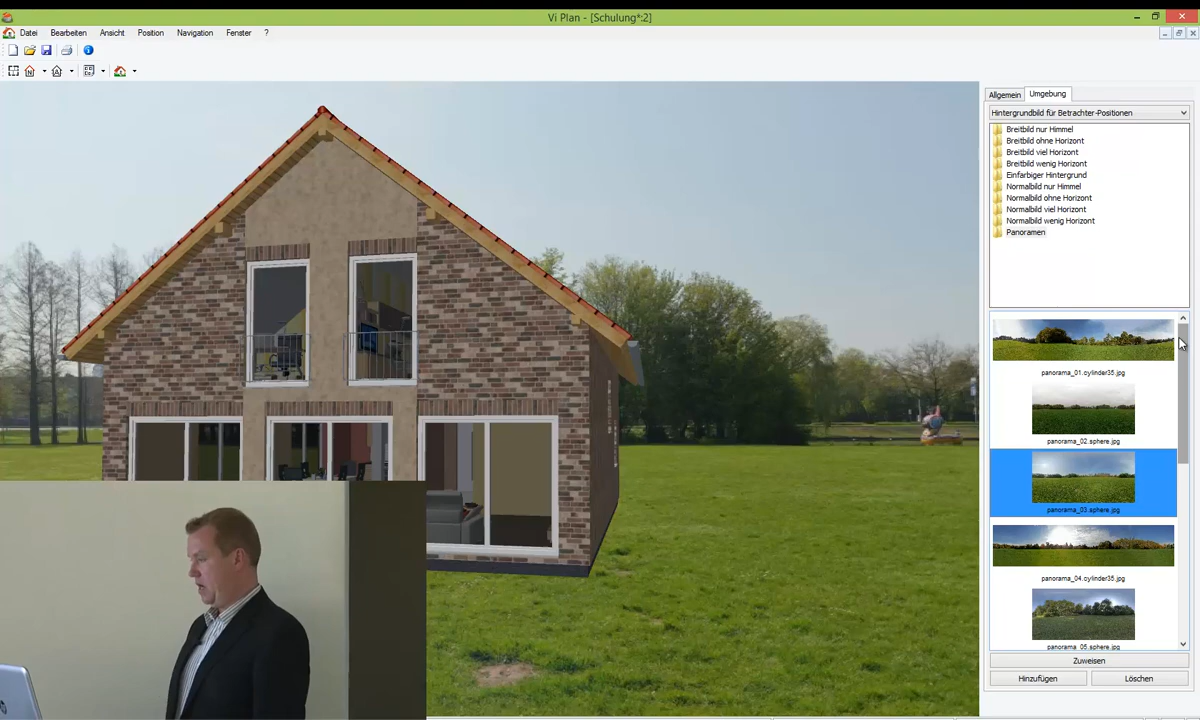 Vi Plan - [Schulung*:2]
Datei Bearbeiten Ansicht Position Navigation Fenster ?
Allgemein Umgebung
Hintergrundbild für Betrachter-Positionen
Breitbild nur Himmel
Breitbild ohne Horizont
Breitbild viel Horizont
Breitbild wenig Horizont
Einfarbiger Hintergrund
Normalbild nur Himmel
Normalbild ohne Horizont
Normalbild viel Horizont
Normalbild wenig Horizont
Panoramen
panorama_01.cylinder35.jpg
panorama_02.sphere.jpg
panorama_03.sphere.jpg
panorama_04.cylinder35.jpg
panorama_05.sphere.jpg
Zuweisen
Hinzufügen Löschen